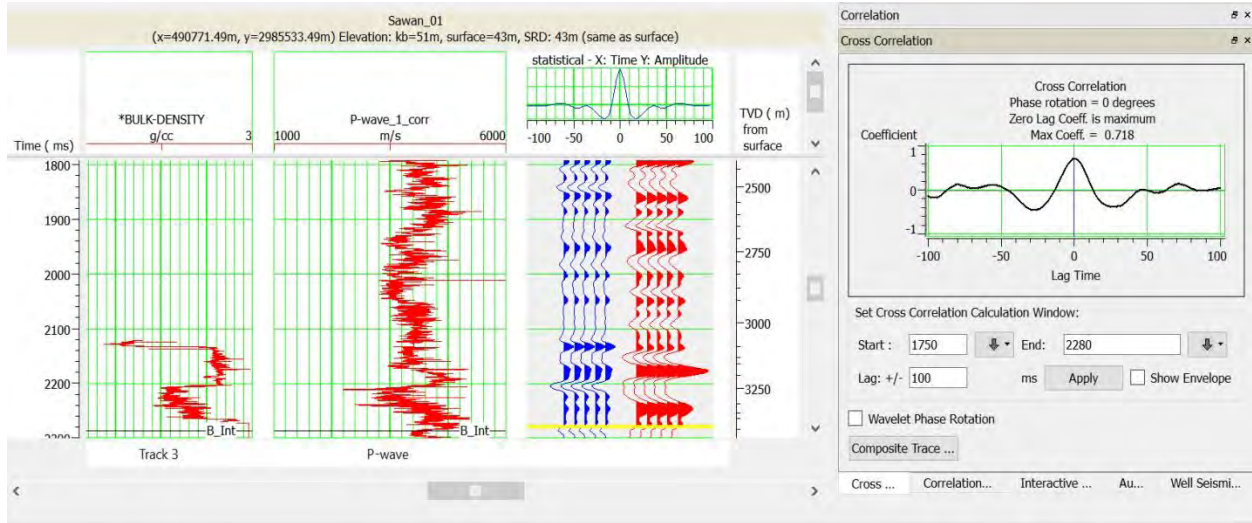 Sawan_01
(x=490771.49m, y=2985533.49m) Elevation: kb=51m, surface=43m, SRD: 43m (same as surface)
statistical - X: Time Y: Amplitude
*BULK-DENSITY
g/cc 3
P-wave_1_corr
1000 m/s 6000
-100 -50 0 50 100
TVD ( m)
from
surface
Time ( ms)
1800
1900
2000
2100
2200
2300
2500
2750
3000
3250
B_Int
B_Int
Track 3
P-wave
Correlation
Cross Correlation
Cross Correlation
Phase rotation = 0 degrees
Zero Lag Coeff. is maximum
Max Coeff. = 0.718
Coefficient
1
0
-1
-100 -50 0 50 100
Lag Time
Set Cross Correlation Calculation Window:
Start : 1750 End: 2280
Lag: +/- 100 ms Apply Show Envelope
Wavelet Phase Rotation
Composite Trace ...
Cross ... Correlation... Interactive ... Au... Well Seismi...